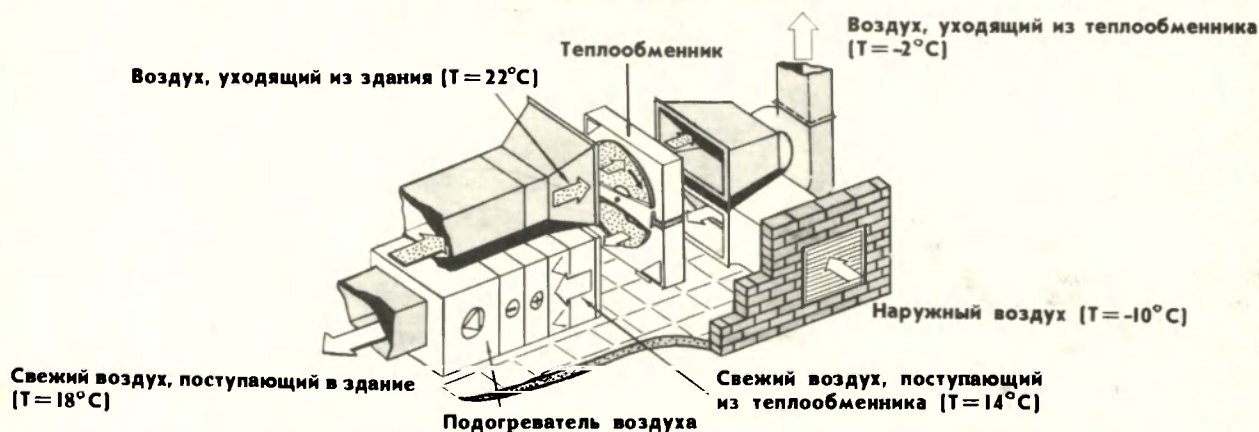 Воздух, уходящий из теплообменника
(T=-2°C)
Теплообменник
Воздух, уходящий из здания (T=22°C)
Наружный воздух (T=-10°C)
Свежий воздух, поступающий в здание
(T=18°C)
Свежий воздух, поступающий
из теплообменника (T=14°C)
Подогреватель воздуха